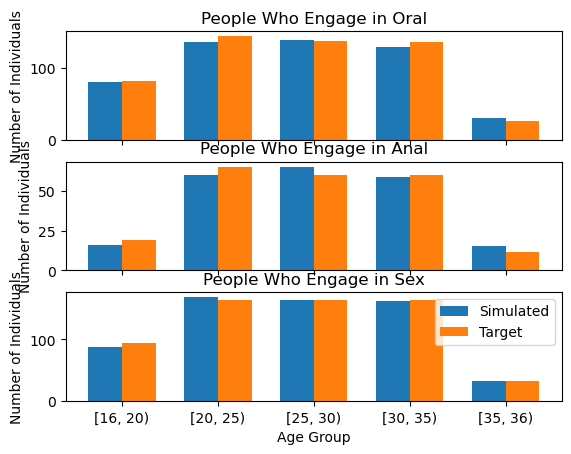 People Who Engage in Oral
Number of Individuals
100
0
People Who Engage in Anal
Number of Individuals
50
25
0
People Who Engage in Sex
Number of Individuals
100
0
Simulated
Target
[16, 20)
[20, 25)
[25, 30)
[30, 35)
[35, 36)
Age Group